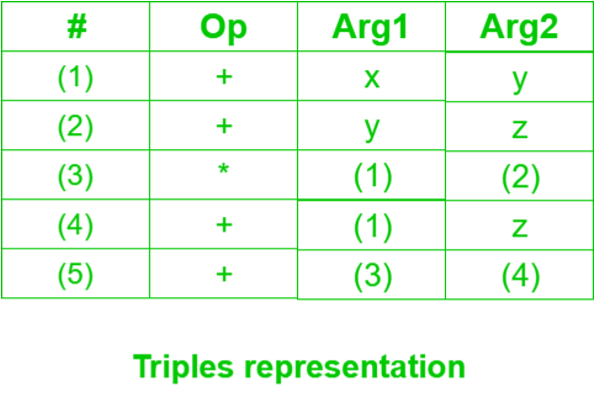 # Op Arg1 Arg2
(1) + x y
(2) + y z
(3) * (1) (2)
(4) + (1) z
(5) + (3) (4)
Triples representation